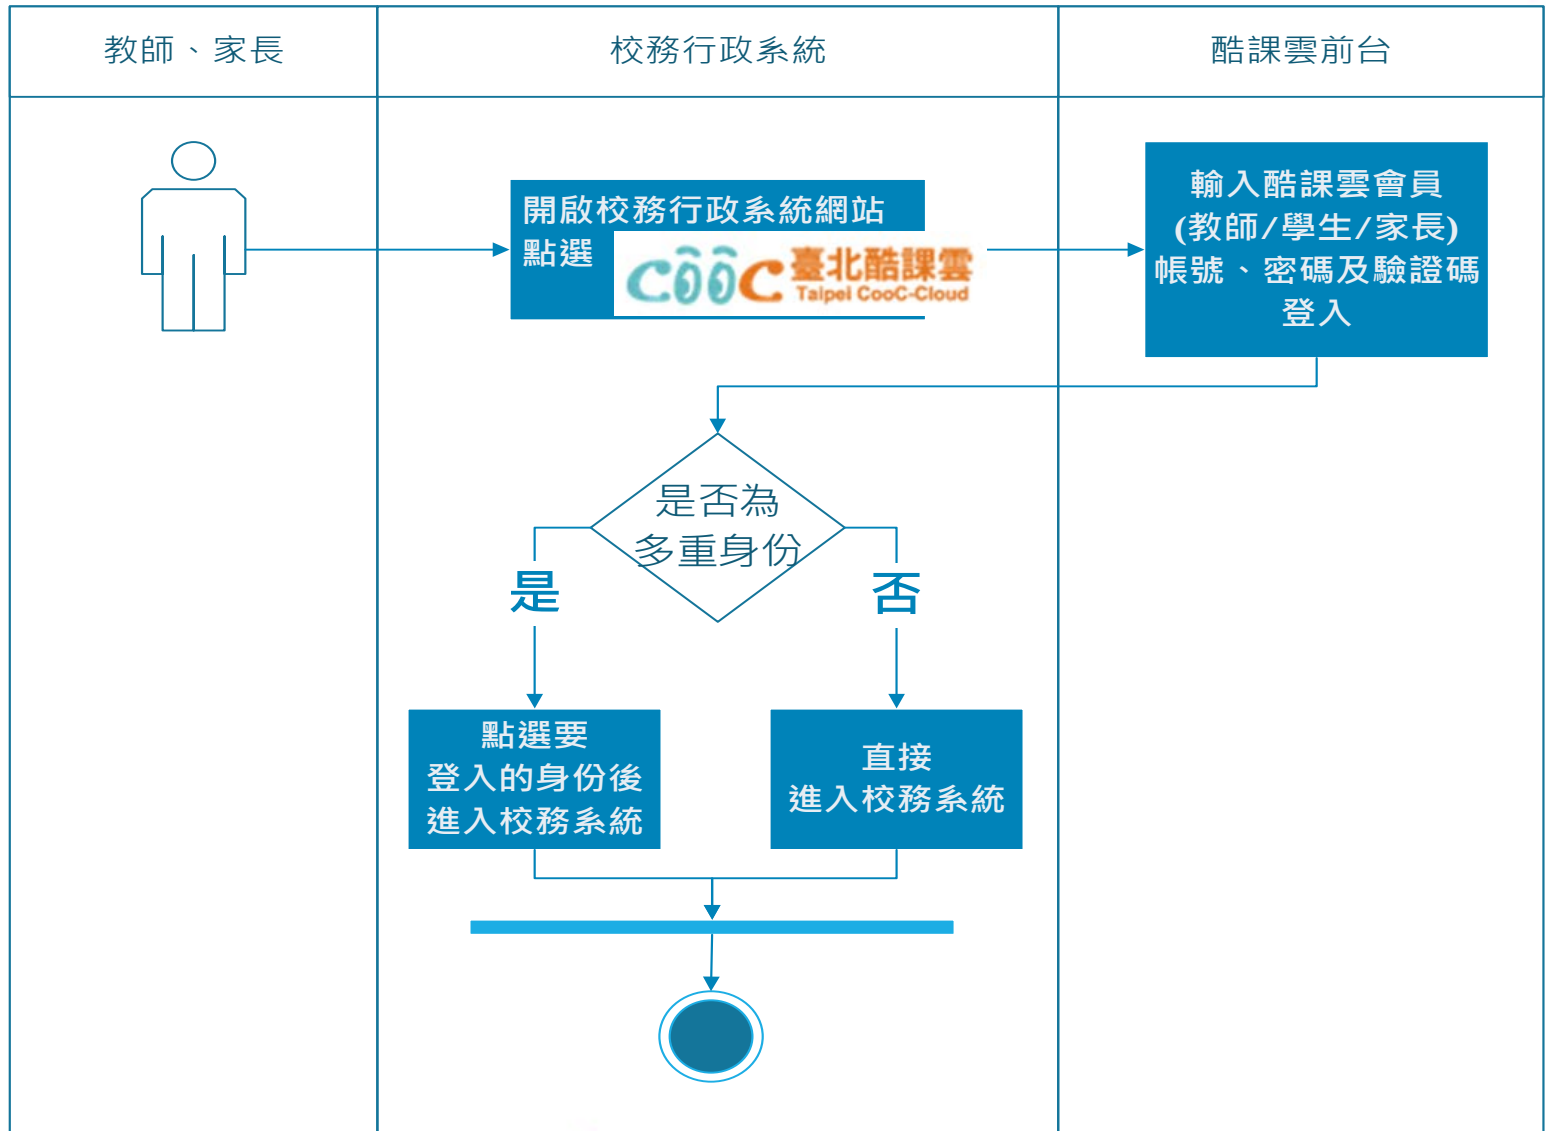 教師、家長
校務行政系統
酷課雲前台
開啟校務行政系統網站
點選
COOC 臺北酷課雲
Taipei CooC-Cloud
輸入酷課雲會員
(教師/學生/家長)
帳號、密碼及驗證碼
登入
是否為
多重身份
是
否
點選要
登入的身份後
進入校務系統
直接
進入校務系統